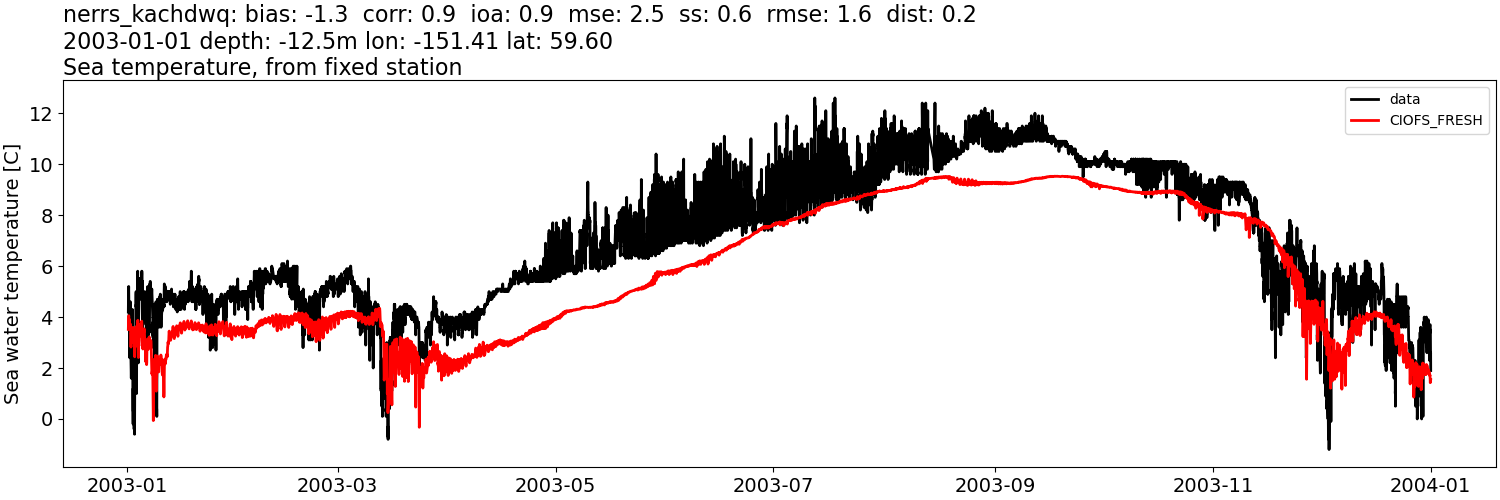 nerrs_kachdwq: bias: -1.3 corr: 0.9 ioa: 0.9 mse: 2.5 ss: 0.6 rmse: 1.6 dist: 0.2
2003-01-01 depth: -12.5m lon: -151.41 lat: 59.60
Sea temperature, from fixed station
data
CIOFS_FRESH
Sea water temperature [C]
12
10
8
6
4
2
0
2003-01
2003-03
2003-05
2003-07
2003-09
2003-11
2004-01